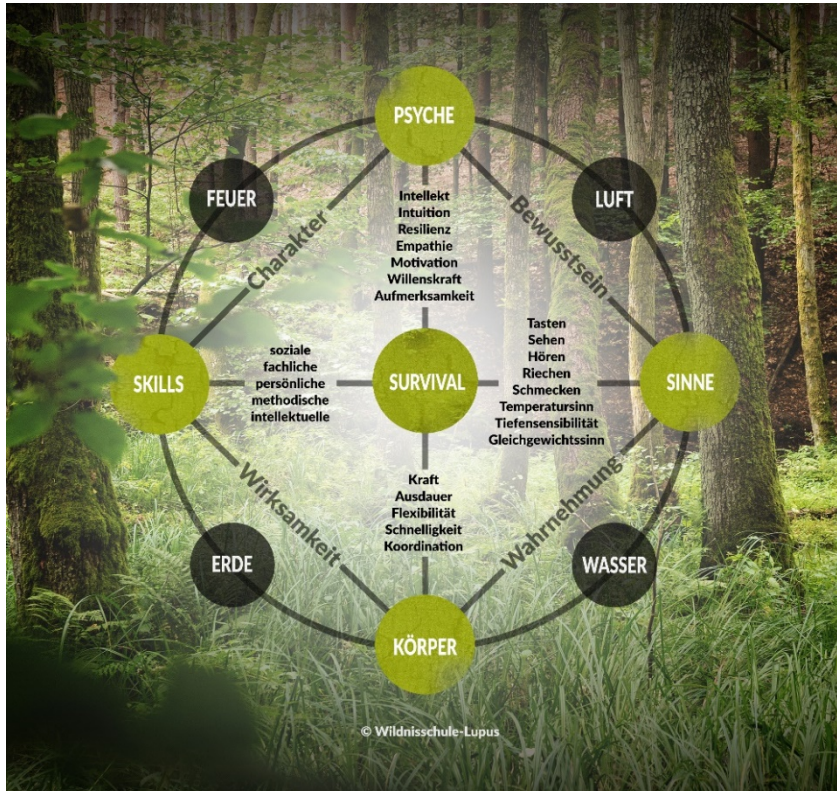 PSYCHE
FEUER
LUFT
Charakter
Bewusstsein
Intellekt
Intuition
Resilienz
Empathie
Motivation
Willenskraft
Aufmerksamkeit
SKILLS
soziale
fachliche
persönliche
methodische
intellektuelle
SURVIVAL
Tasten
Sehen
Hören
Riechen
Schmecken
Temperatursinn
Tiefensensibilität
Gleichgewichtssinn
SINNE
Wirksamkeit
Wahrnehmung
Kraft
Ausdauer
Flexibilität
Schnelligkeit
Koordination
ERDE
WASSER
KÖRPER
© Wildnisschule-Lupus